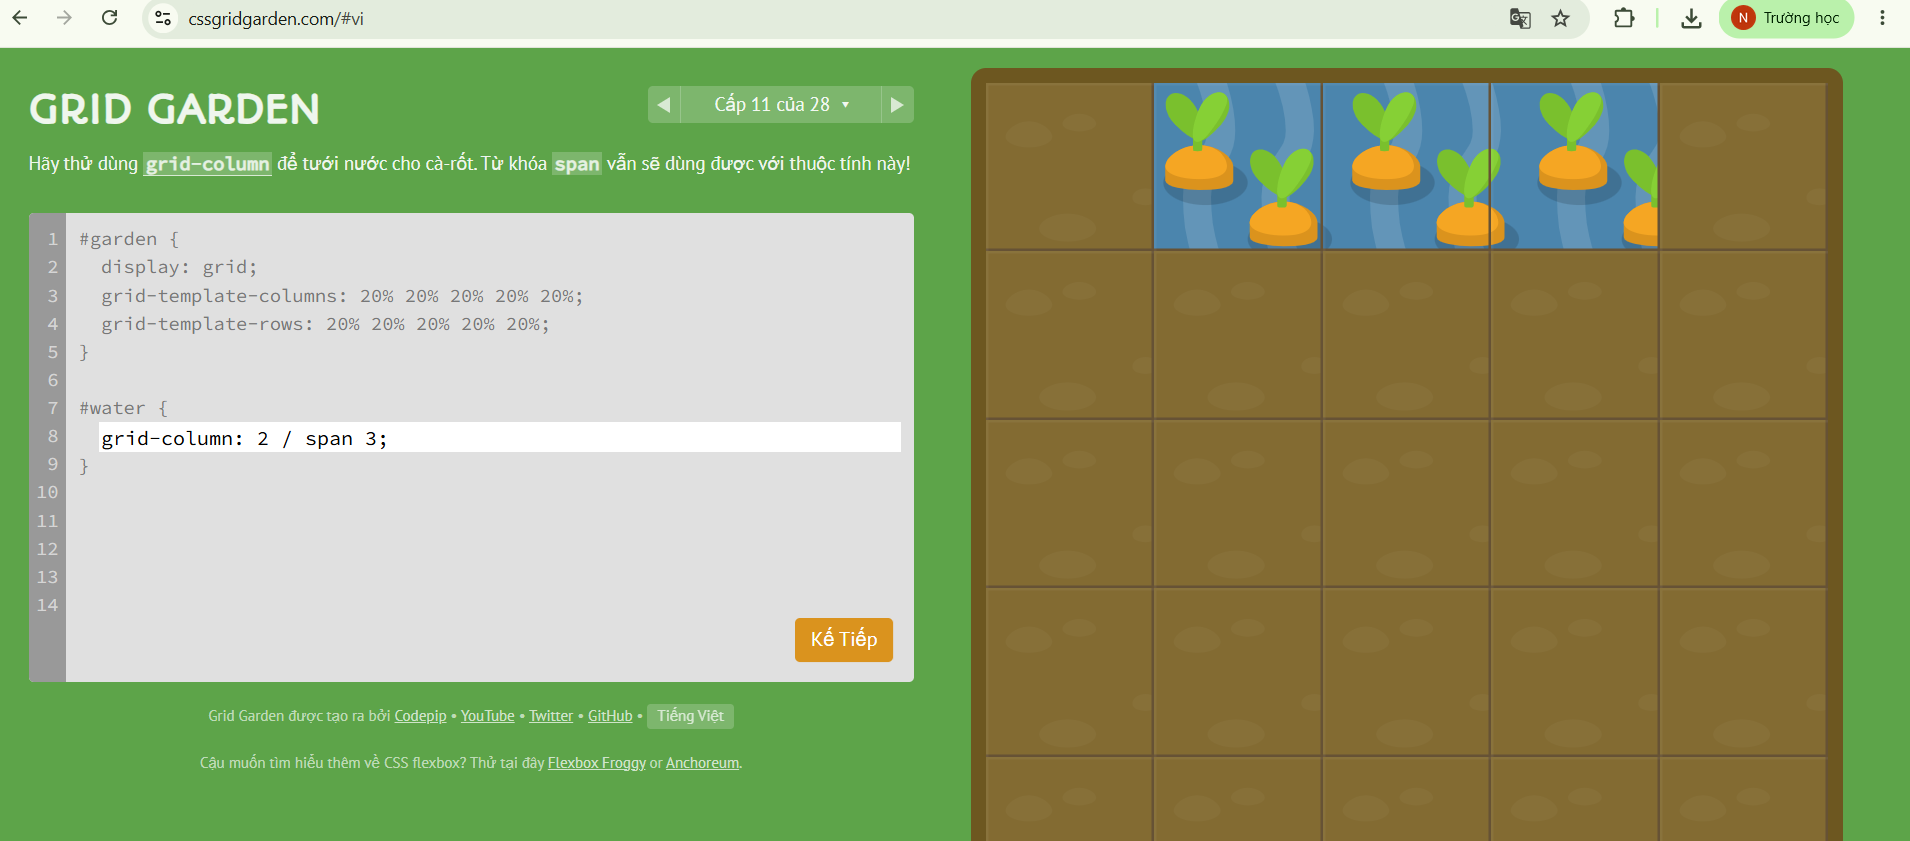 cssgridgarden.com/#vi
N Trường học
GRID GARDEN
Cấp 11 của 28
Hãy thử dùng grid-column để tưới nước cho cà-rốt. Từ khóa span vẫn sẽ dùng được với thuộc tính này!
1 #garden {
2 display: grid;
3 grid-template-columns: 20% 20% 20% 20% 20%;
4 grid-template-rows: 20% 20% 20% 20% 20%;
5 }
6
7 #water {
8 grid-column: 2 / span 3;
9 }
10
11
12
13
14
Kế Tiếp
Grid Garden được tạo ra bởi Codepip • YouTube • Twitter • GitHub • Tiếng Việt
Cậu muốn tìm hiểu thêm về CSS flexbox? Thử tại đây Flexbox Froggy or Anchoreum.